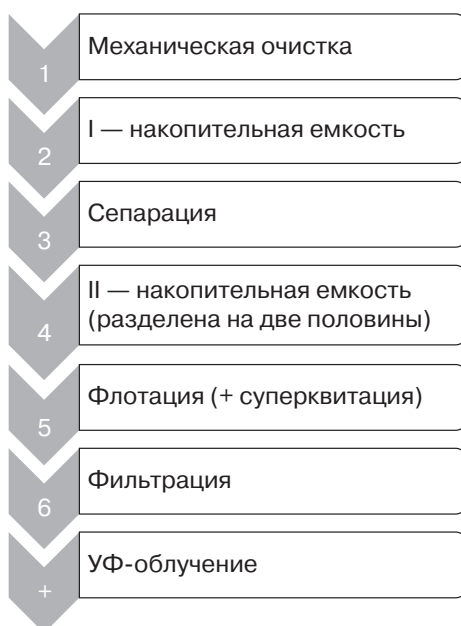 1
Механическая очистка
2
I — накопительная емкость
3
Сепарация
4
II — накопительная емкость
(разделена на две половины)
5
Флотация (+ суперквитация)
6
Фильтрация
+
УФ-облучение